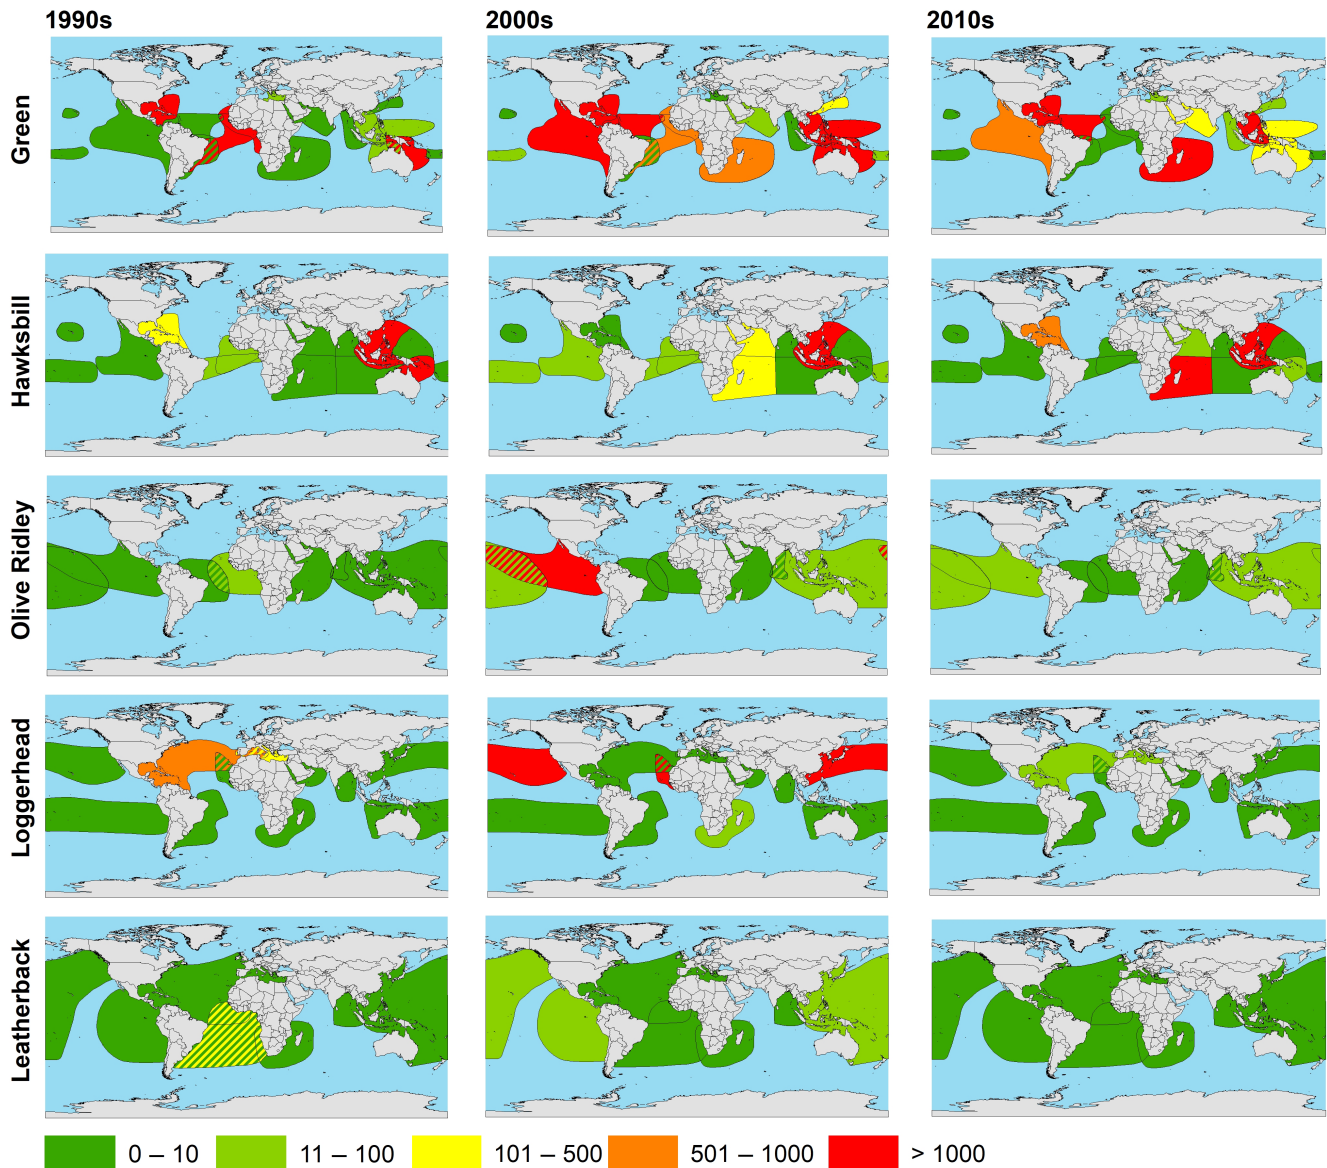 1990s 2000s 2010s
Green
Hawksbill
Olive Ridley
Loggerhead
Leatherback
0 – 10 11 – 100 101 – 500 501 – 1000 > 1000